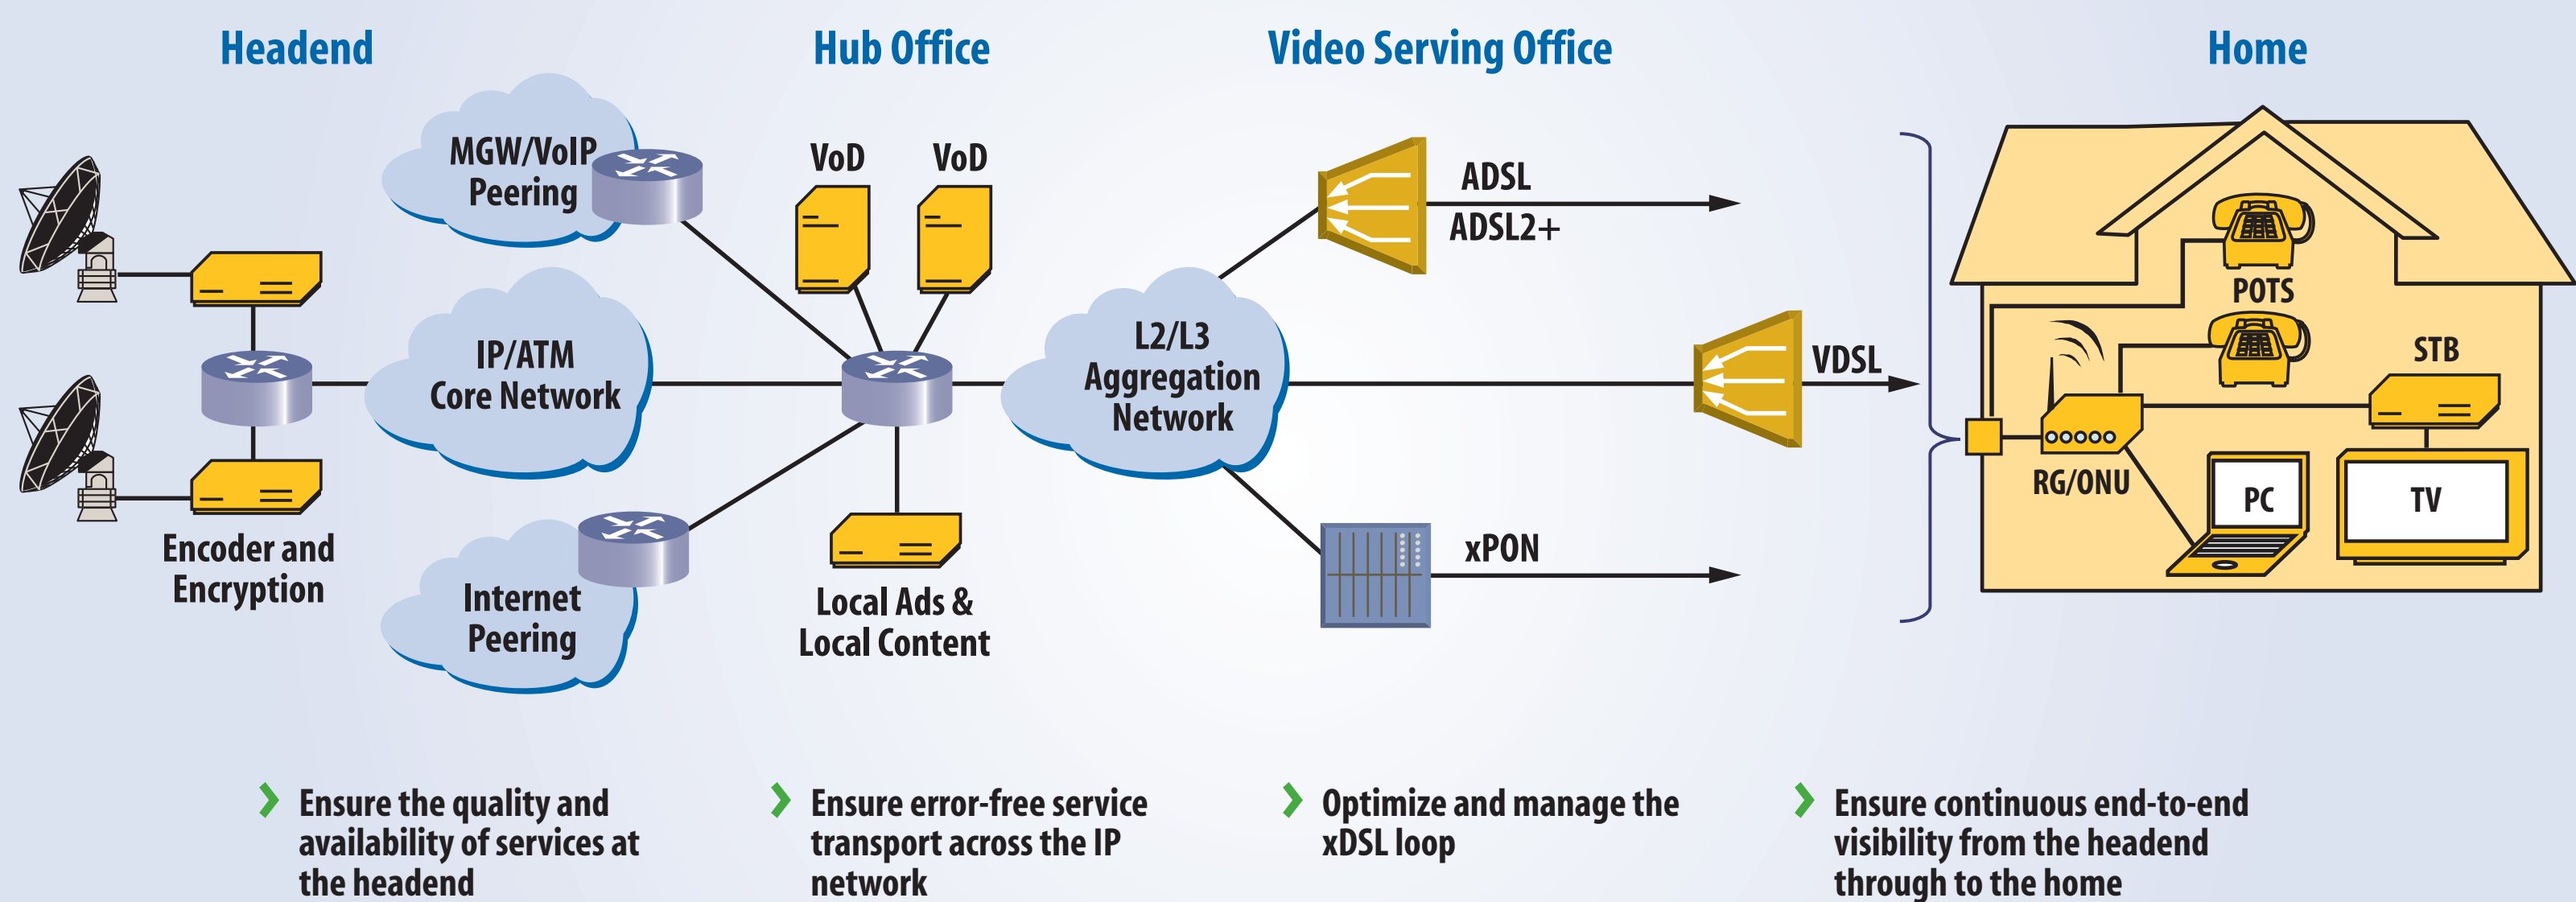 Headend
Hub Office
Video Serving Office
Home
MGW/VoIP
Peering
VoD
VoD
ADSL
ADSL2+
POTS
IP/ATM
Core Network
L2/L3
Aggregation
Network
VDSL
STB
RG/ONU
PC
TV
Encoder and
Encryption
Internet
Peering
Local Ads &
Local Content
xPON
Ensure the quality and
availability of services at
the headend
Ensure error-free service
transport across the IP
network
Optimize and manage the
xDSL loop
Ensure continuous end-to-end
visibility from the headend
through to the home